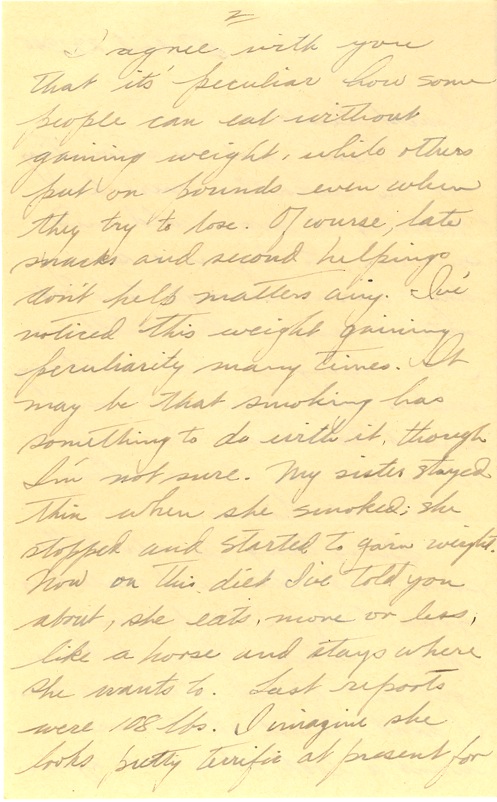 2
I agree with you
that it's peculiar how some
people can eat without
gaining weight, while others
put on pounds even when
they try to lose. Of course, late
snacks and second helpings
don't help matters any. I've
noticed this weight gaining
peculiarity many times. It
may be that smoking has
something to do with it, though
I'm not sure. My sister stayed
thin when she smoked; she
stopped and started to gain weight.
Now on this diet I've told you
about, she eats, more or less,
like a horse and stays where
she wants to. Last reports
were 108 lbs. I imagine she
looks pretty terrific at present for